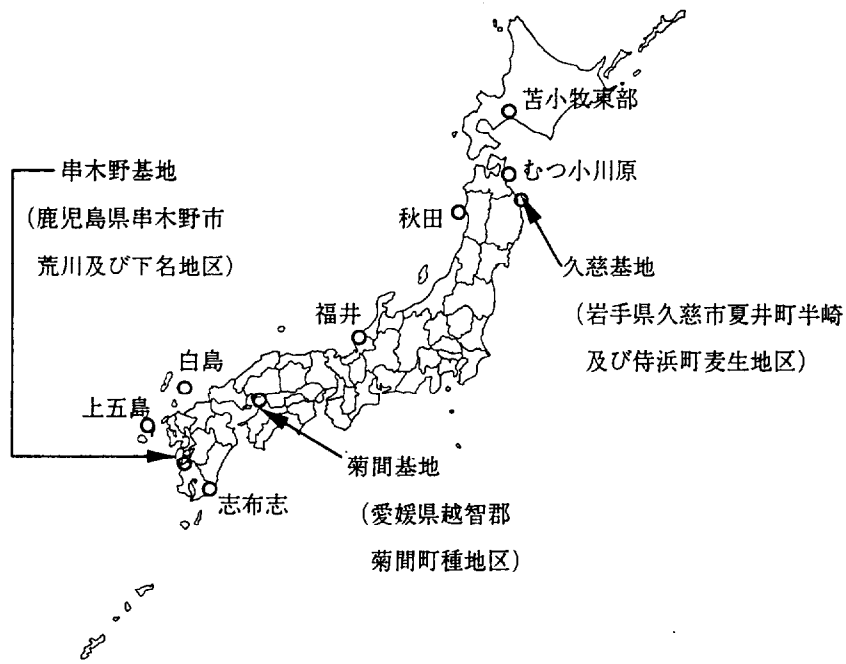 苫小牧東部
むつ小川原
串木野基地
(鹿児島県串木野市
荒川及び下名地区)
秋田
久慈基地
(岩手県久慈市夏井町半崎
及び侍浜町麦生地区)
福井
白島
上五島
菊間基地
(愛媛県越智郡
菊間町種地区)
志布志